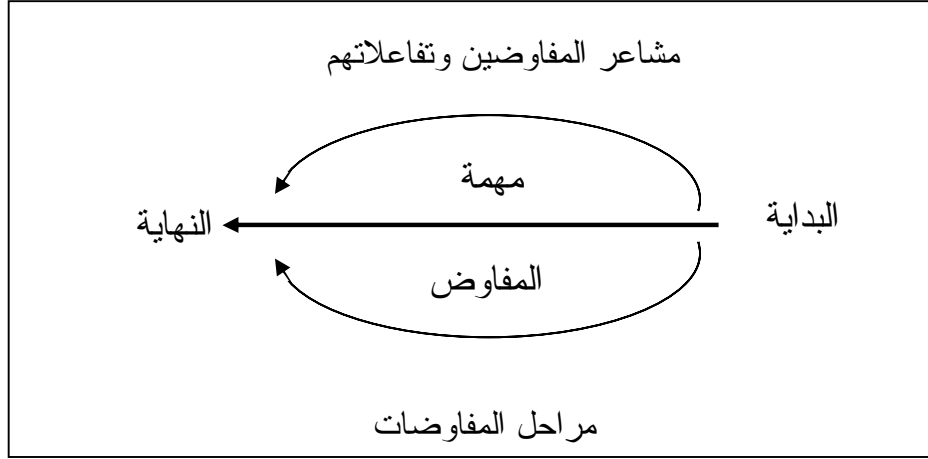 مشاعر المفاوضين وتفاعلاتهم
مهمة
البداية
النهاية
المفاوض
مراحل المفاوضات